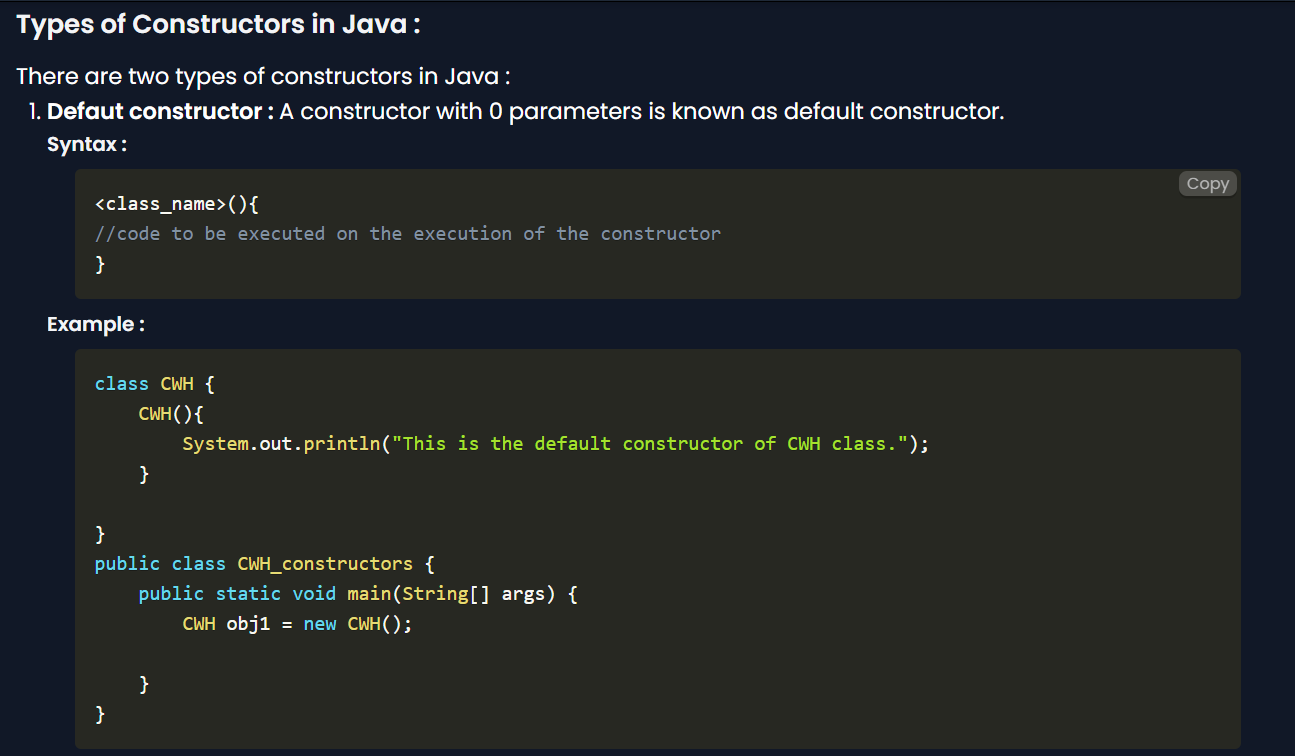 Types of Constructors in Java :
There are two types of constructors in Java :
1. Defaut constructor : A constructor with 0 parameters is known as default constructor.
Syntax :
Copy
<class_name>(){
//code to be executed on the execution of the constructor
}
Example :
class CWH {
    CWH(){
        System.out.println("This is the default constructor of CWH class.");
    }
}
public class CWH_constructors {
    public static void main(String[] args) {
        CWH obj1 = new CWH();
    }
}